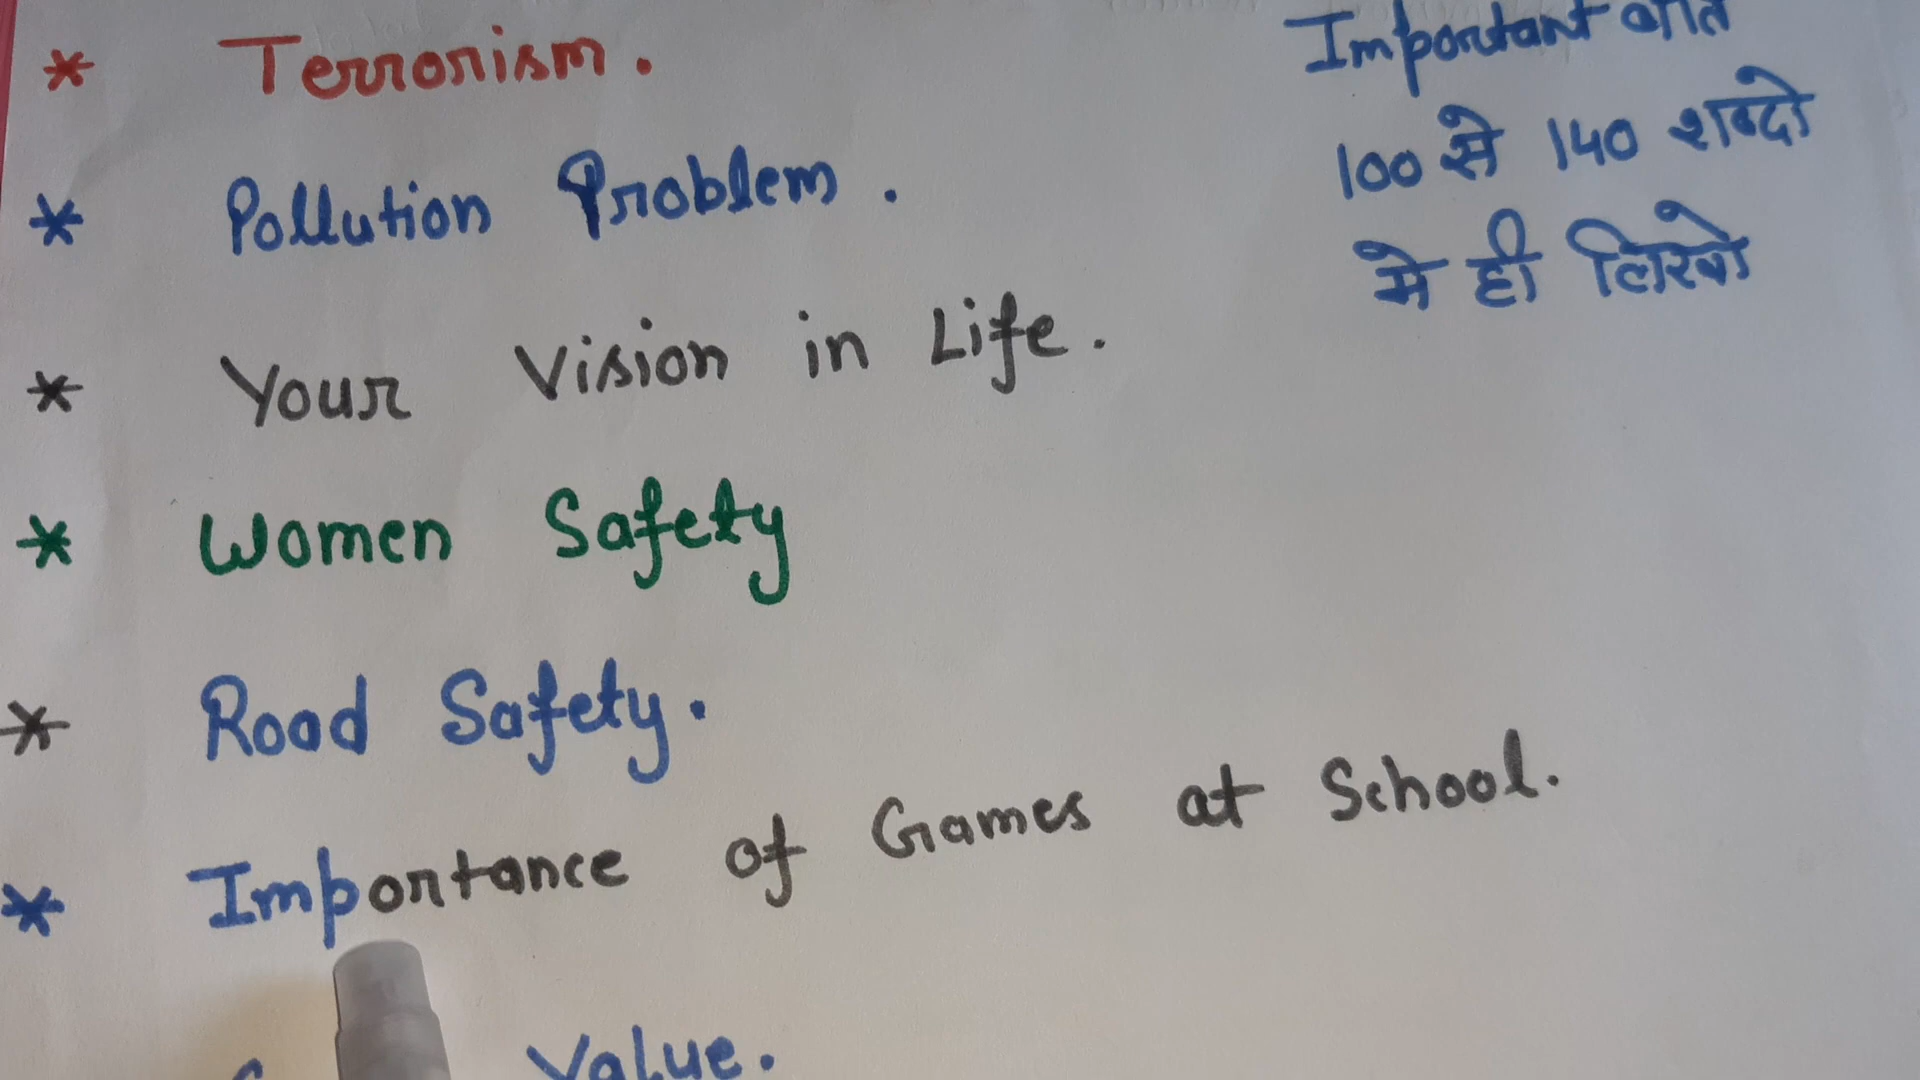 * Terrorism.
* Pollution Problem.
* Your Vision in Life.
* Women Safety
* Road Safety.
* Importance of Games at School.
Value.
Important बात
100 से 140 शब्दो
मे ही लिखो